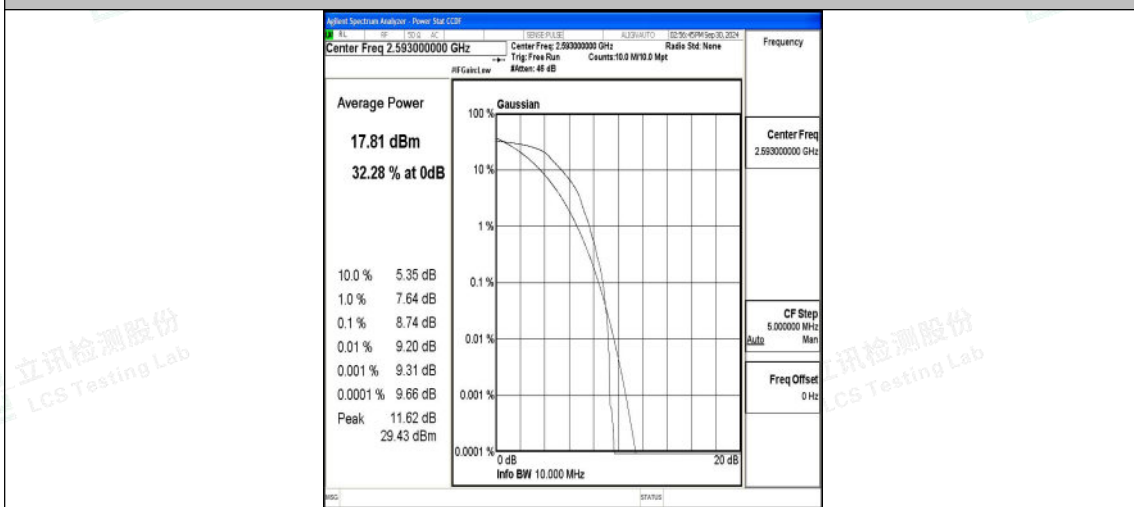 Agilent Spectrum Analyzer - Power Stat CCDF
RL RF 50 Ω AC SENSE:PULSE ALIGNAUTO 02:56:45PM Sep 30, 2024
Center Freq 2.593000000 GHz
Center Freq: 2.593000000 GHz Radio Std: None
Trig: Free Run Counts:10.0 M/10.0 Mpt
#IFGain:Low #Atten: 46 dB
Frequency
Average Power
17.81 dBm
32.28 % at 0dB
10.0 % 5.35 dB
1.0 % 7.64 dB
0.1 % 8.74 dB
0.01 % 9.20 dB
0.001 % 9.31 dB
0.0001 % 9.66 dB
Peak 11.62 dB
29.43 dBm
Gaussian
100 %
10 %
1 %
0.1 %
0.01 %
0.001 %
0.0001 %
0 dB 20 dB
Info BW 10.000 MHz
Center Freq
2.593000000 GHz
CF Step
5.000000 MHz
Auto Man
Freq Offset
0 Hz
MSG STATUS
立讯检测股份
LCS Testing Lab
立讯检测股份
LCS Testing Lab